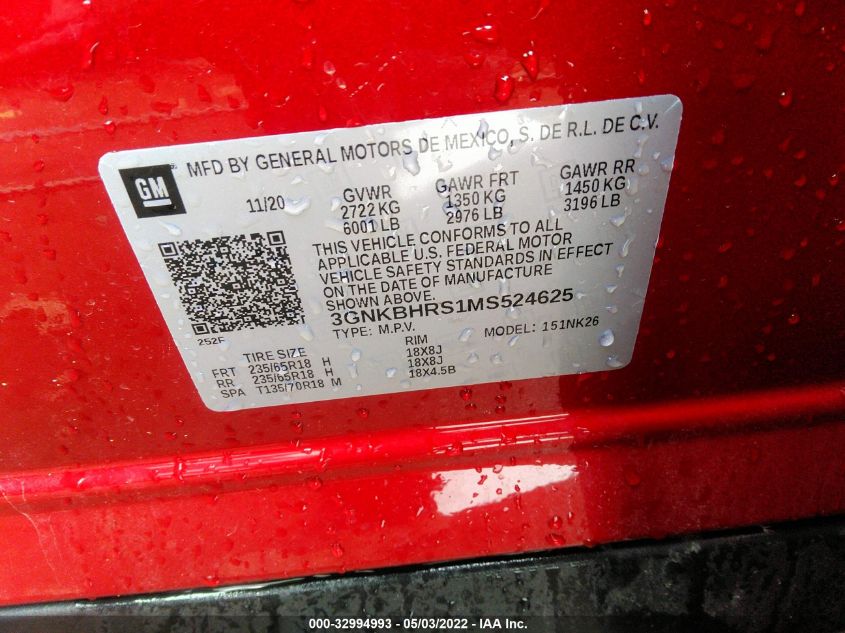 MFD BY GENERAL MOTORS DE MEXICO, S. DE R.L. DE C.V.
GM
11/20
GVWR GAWR FRT GAWR RR
2722 KG 1350 KG 1450 KG
6001 LB 2976 LB 3196 LB
THIS VEHICLE CONFORMS TO ALL
APPLICABLE U.S. FEDERAL MOTOR
VEHICLE SAFETY STANDARDS IN EFFECT
ON THE DATE OF MANUFACTURE
SHOWN ABOVE.
3GNKBHRS1MS524625
TYPE: M.P.V. MODEL: 151NK26
252F
TIRE SIZE RIM
FRT 235/65R18 H 18X8J
RR 235/65R18 H 18X8J
SPA T135/70R18 M 18X4.5B
000-32994993 - 05/03/2022 - IAA Inc.